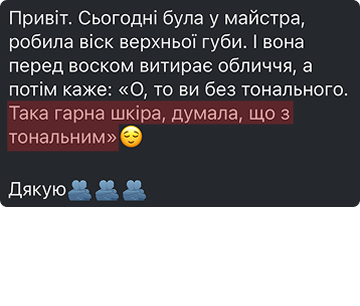 Привіт. Сьогодні була у майстра,
робила віск верхньої губи. І вона
перед воском витирає обличчя, а
потім каже: «О, то ви без тонального.
Така гарна шкіра, думала, що з
тональним»😌
Дякую🫂🫂🫂